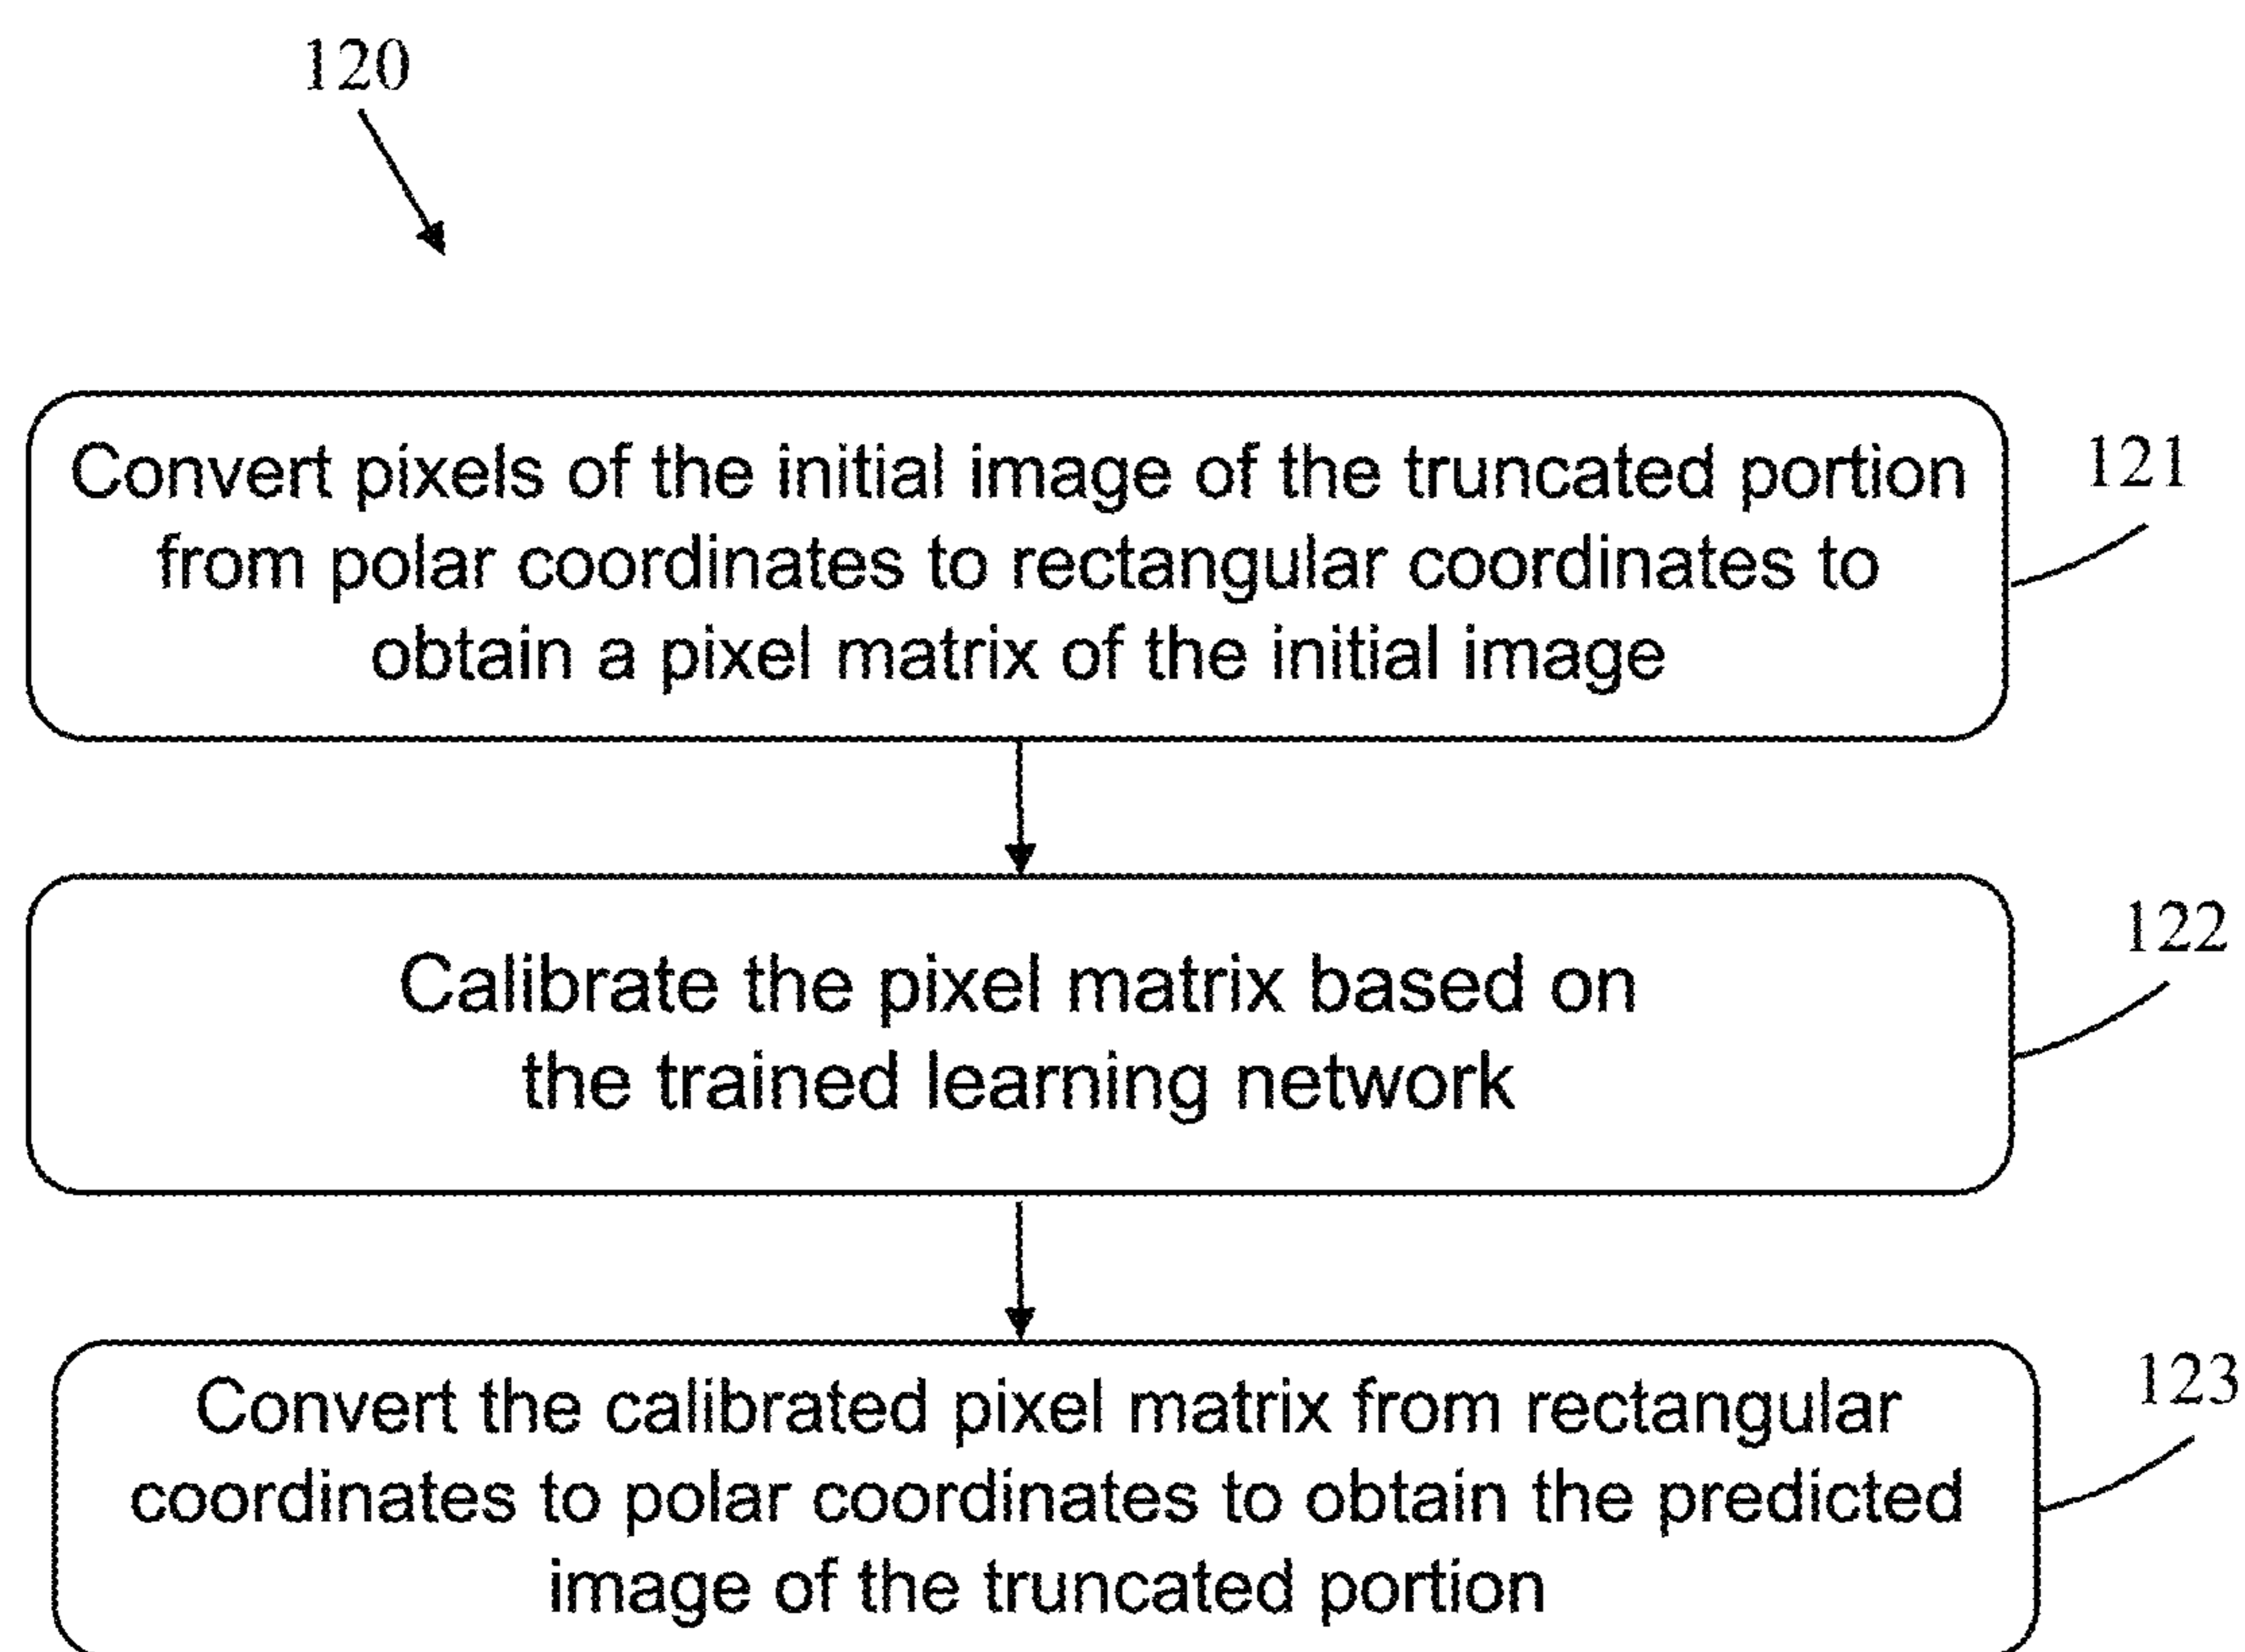 120
Convert pixels of the initial image of the truncated portion
from polar coordinates to rectangular coordinates to
obtain a pixel matrix of the initial image
121
Calibrate the pixel matrix based on
the trained learning network
122
Convert the calibrated pixel matrix from rectangular
coordinates to polar coordinates to obtain the predicted
image of the truncated portion
123